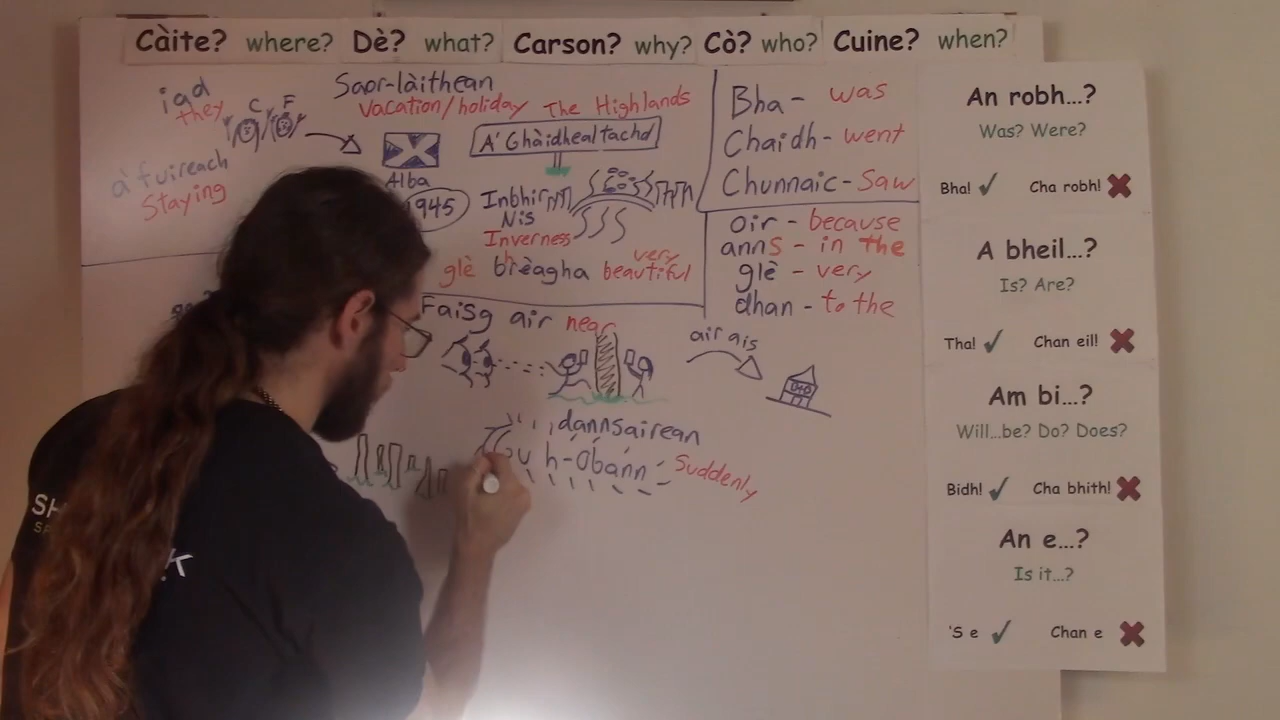 Càite? where? Dè? what? Carson? why? Cò? who? Cuine? when?
iad
they
C F
a' fuireach
Staying
Saor-làithean
Vacation/holiday
The Highlands
A' Ghàidhealtachd
Alba
1945
Inbhir
Nis
Inverness
glè brèagha very beautiful
h
Bha - was
Chaidh - went
Chunnaic - Saw
oir - because
anns - in the
glè - very
dhan - to the
Faisg air near
air ais
dannsairean
h-Obann
Suddenly
An robh...?
Was? Were?
Bha! Cha robh!
A bheil...?
Is? Are?
Tha! Chan eil!
Am bi...?
Will...be? Do? Does?
Bidh! Cha bhith!
An e...?
Is it...?
'S e Chan e